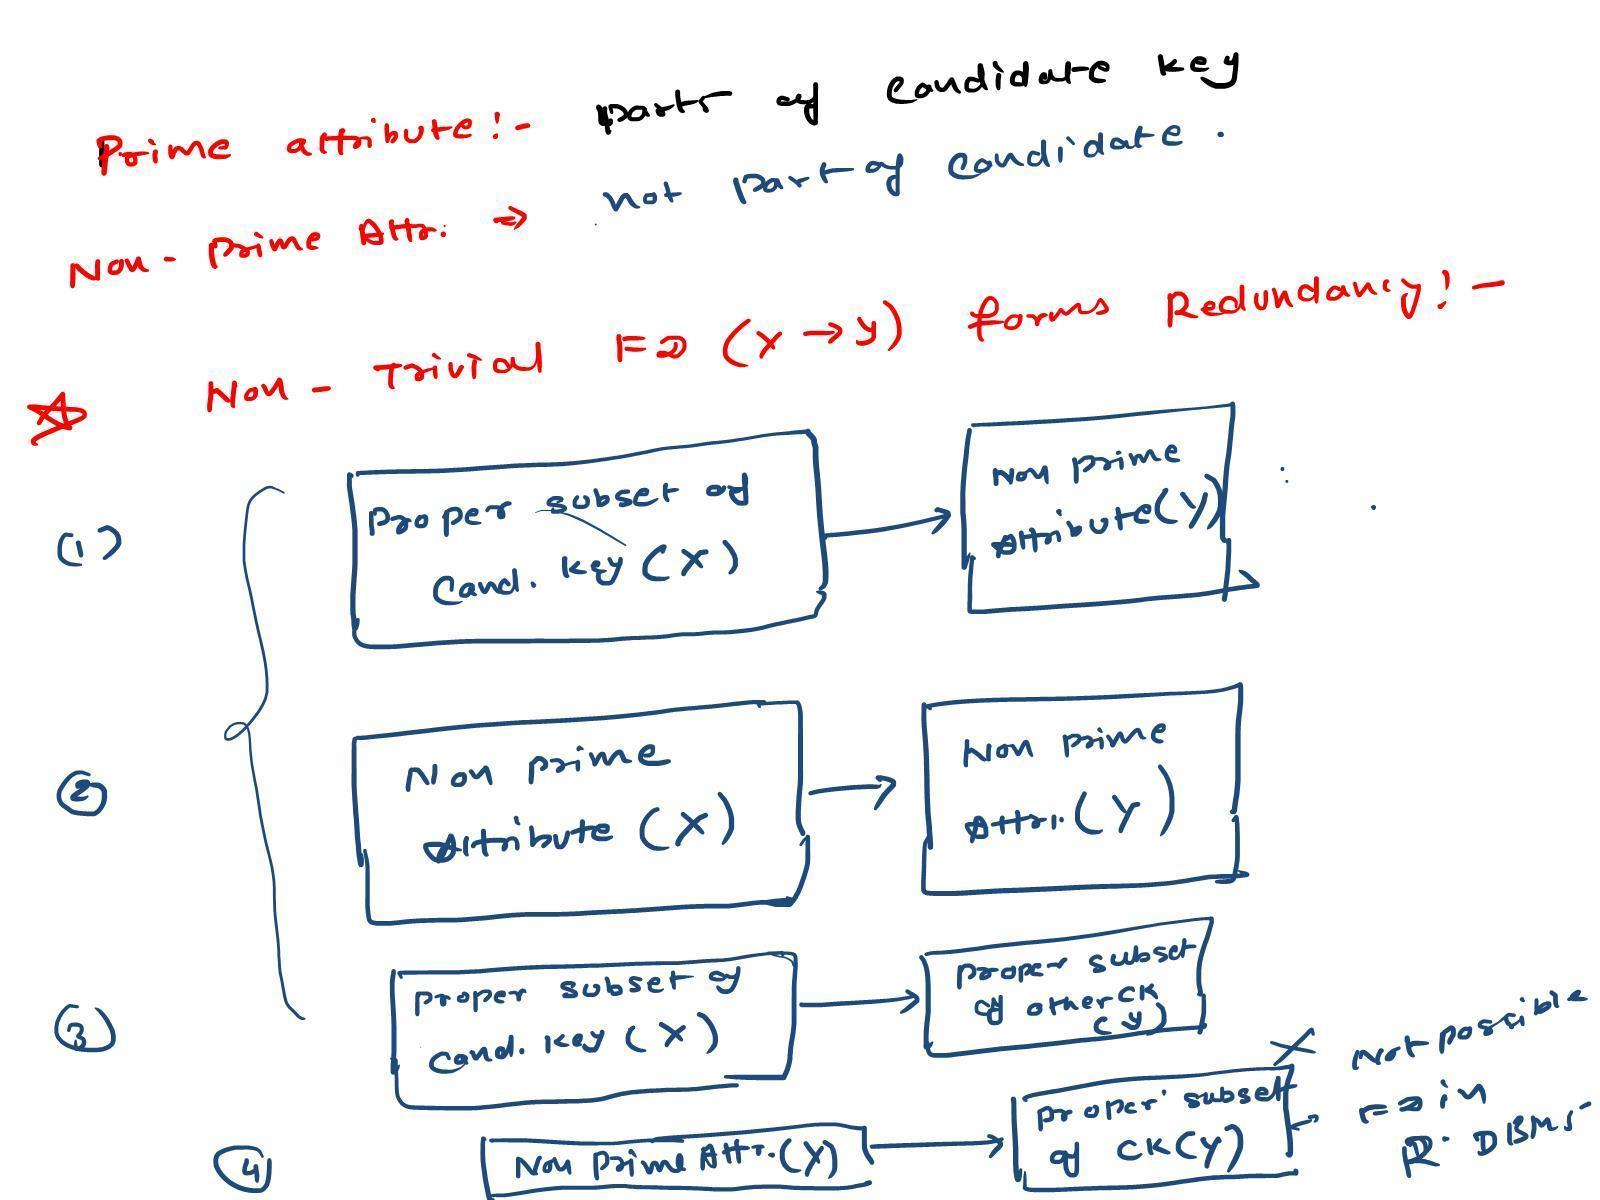 Prime attribute:- part of candidate key
Non-Prime Attr. → not part of candidate.
Non-Trivial FD (X → Y) forms Redundancy:-
(1) Proper subset of Cand. Key (X) → Non prime Attribute (Y)
② Non prime Attribute (X) → Non prime Attri. (Y)
③ Proper subset of Cand. Key (X) → Proper subset of other CK (Y)
④ Non Prime Attr. (X) → Proper subset of CK (Y)
X Not possible
→ FD in
R DBMS